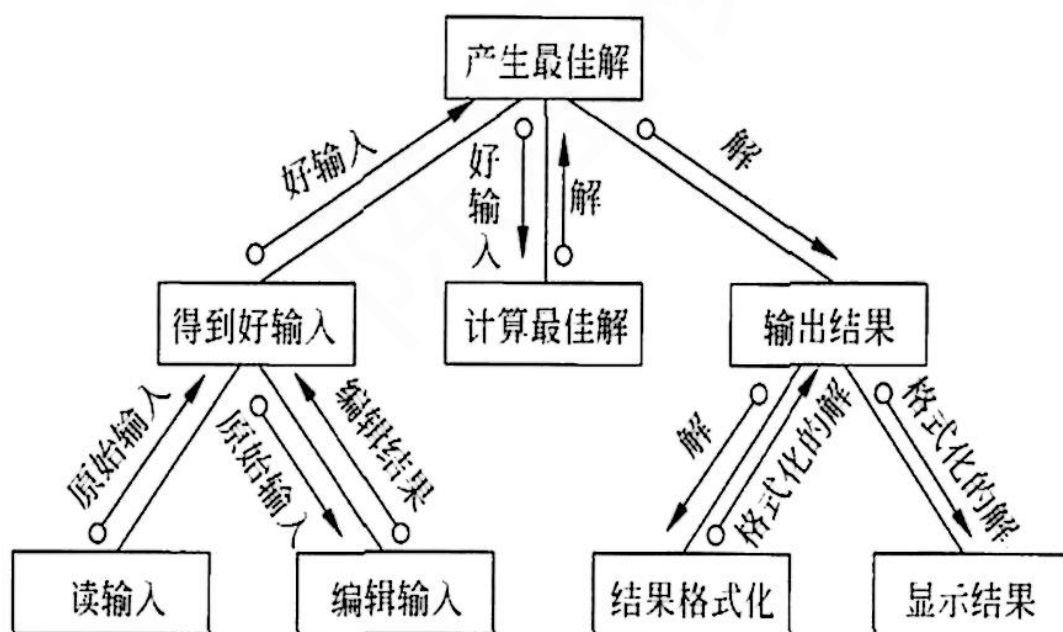 产生最佳解
好输入
好输入
解
解
得到好输入
计算最佳解
输出结果
原始输入
原始输入
编辑结果
解
格式化的解
格式化的解
读输入
编辑输入
结果格式化
显示结果